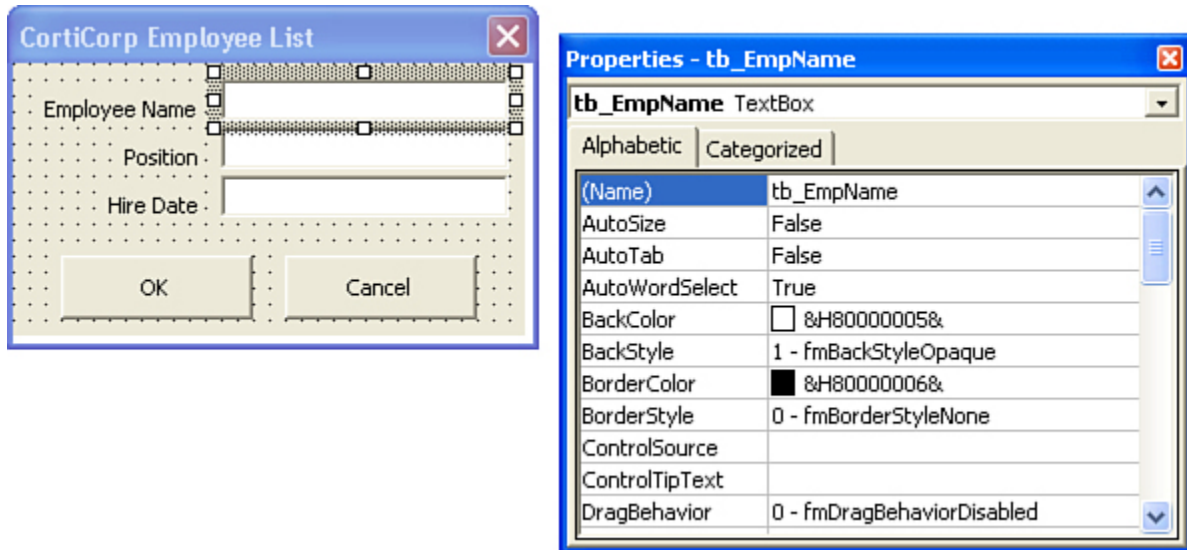 CortiCorp Employee List
Employee Name
Position
Hire Date
OK Cancel
Properties - tb_EmpName
tb_EmpName TextBox
Alphabetic Categorized
(Name) tb_EmpName
AutoSize False
AutoTab False
AutoWordSelect True
BackColor &H80000005&
BackStyle 1 - fmBackStyleOpaque
BorderColor &H80000006&
BorderStyle 0 - fmBorderStyleNone
ControlSource
ControlTipText
DragBehavior 0 - fmDragBehaviorDisabled